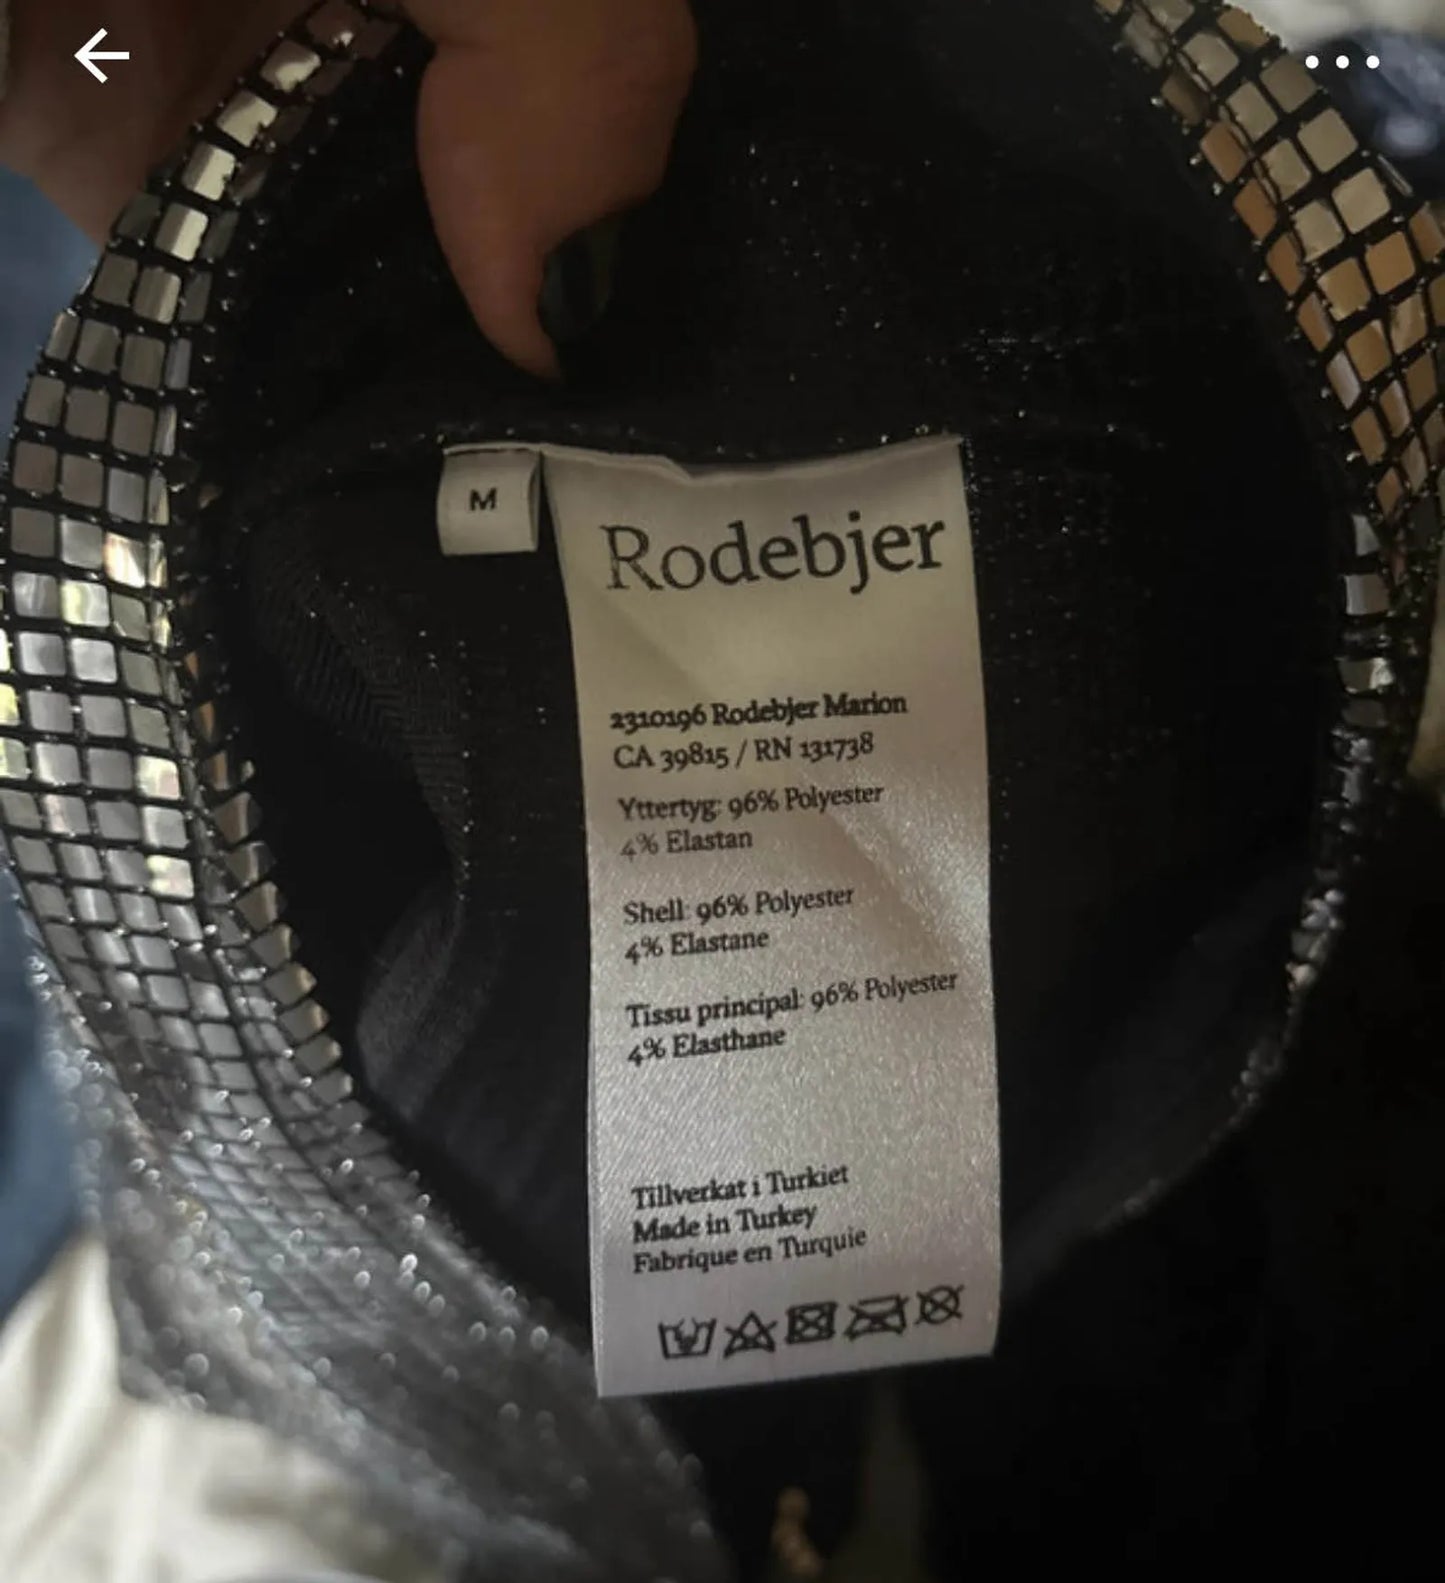 M
Rodebjer
2310196 Rodebjer Marion
CA 39815 / RN 131738
Yttertyg: 96% Polyester
4% Elastan
Shell: 96% Polyester
4% Elastane
Tissu principal: 96% Polyester
4% Elasthane
Tillverkat i Turkiet
Made in Turkey
Fabrique en Turquie